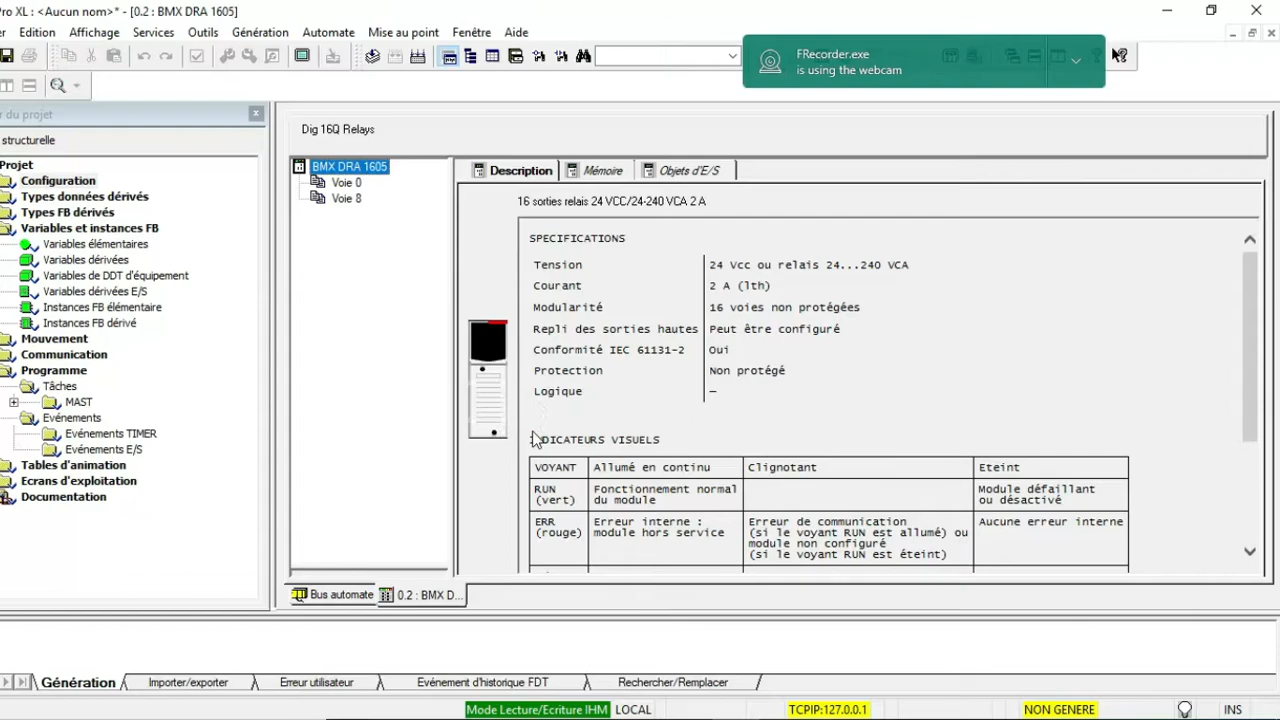 ro XL : <Aucun nom>* - [0.2 : BMX DRA 1605]
er Edition Affichage Services Outils Génération Automate Mise au point Fenêtre Aide
FRecorder.exe
is using the webcam
r du projet
structurelle
Projet
Configuration
Types données dérivés
Types FB dérivés
Variables et instances FB
Variables élémentaires
Variables dérivées
Variables de DDT d'équipement
Variables dérivées E/S
Instances FB élémentaire
Instances FB dérivé
Mouvement
Communication
Programme
Tâches
MAST
Evénements
Evénements TIMER
Evénements E/S
Tables d'animation
Ecrans d'exploitation
Documentation
Dig 16Q Relays
BMX DRA 1605
Voie 0
Voie 8
Description Mémoire Objets d'E/S
16 sorties relais 24 VCC/24-240 VCA 2 A
SPECIFICATIONS
Tension 24 Vcc ou relais 24...240 VCA
Courant 2 A (lth)
Modularité 16 voies non protégées
Repli des sorties hautes Peut être configuré
Conformité IEC 61131-2 Oui
Protection Non protégé
Logique —
INDICATEURS VISUELS
VOYANT Allumé en continu Clignotant Eteint
RUN (vert) Fonctionnement normal du module Module défaillant ou désactivé
ERR (rouge) Erreur interne : module hors service Erreur de communication (si le voyant RUN est allumé) ou module non configuré (si le voyant RUN est éteint) Aucune erreur interne
Bus automate 0.2 : BMX D...
Génération Importer/exporter Erreur utilisateur Evénement d'historique FDT Rechercher/Remplacer
Mode Lecture/Ecriture IHM LOCAL TCPIP:127.0.0.1 NON GENERE INS